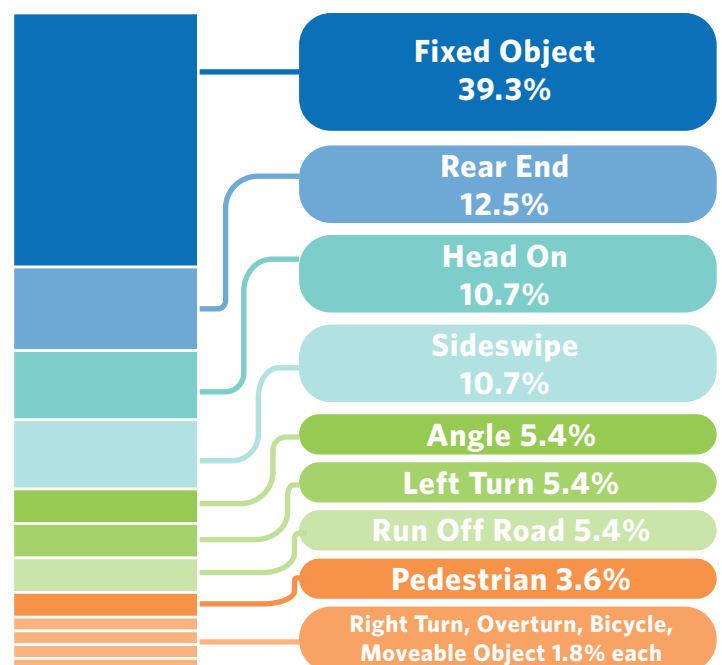 Fixed Object
39.3%
Rear End
12.5%
Head On
10.7%
Sideswipe
10.7%
Angle 5.4%
Left Turn 5.4%
Run Off Road 5.4%
Pedestrian 3.6%
Right Turn, Overturn, Bicycle,
Moveable Object 1.8% each